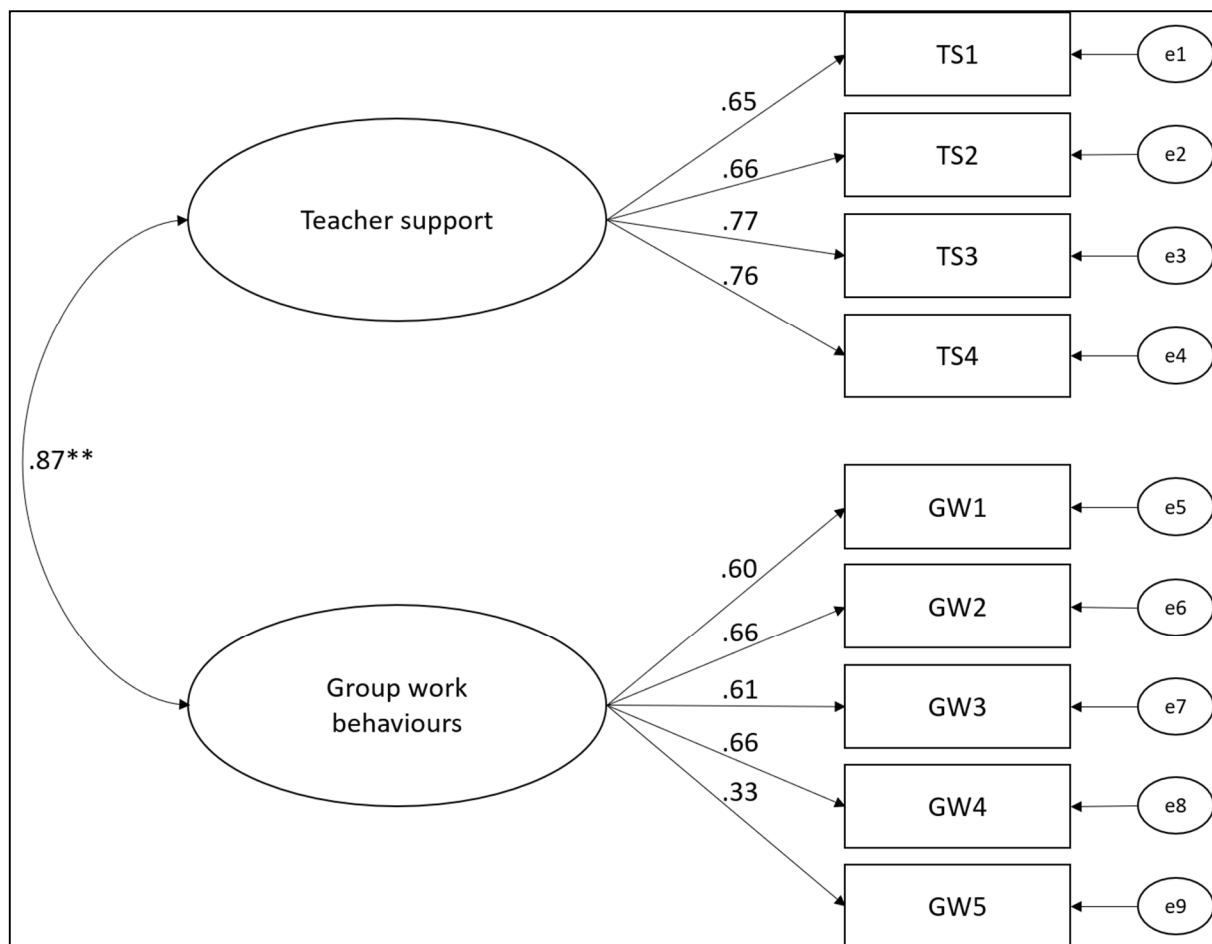 TS1
e1
.65
TS2
e2
.66
Teacher support
.77
TS3
e3
.76
TS4
e4
.87**
GW1
e5
.60
GW2
e6
.66
Group work
behaviours
.61
GW3
e7
.66
GW4
e8
.33
GW5
e9